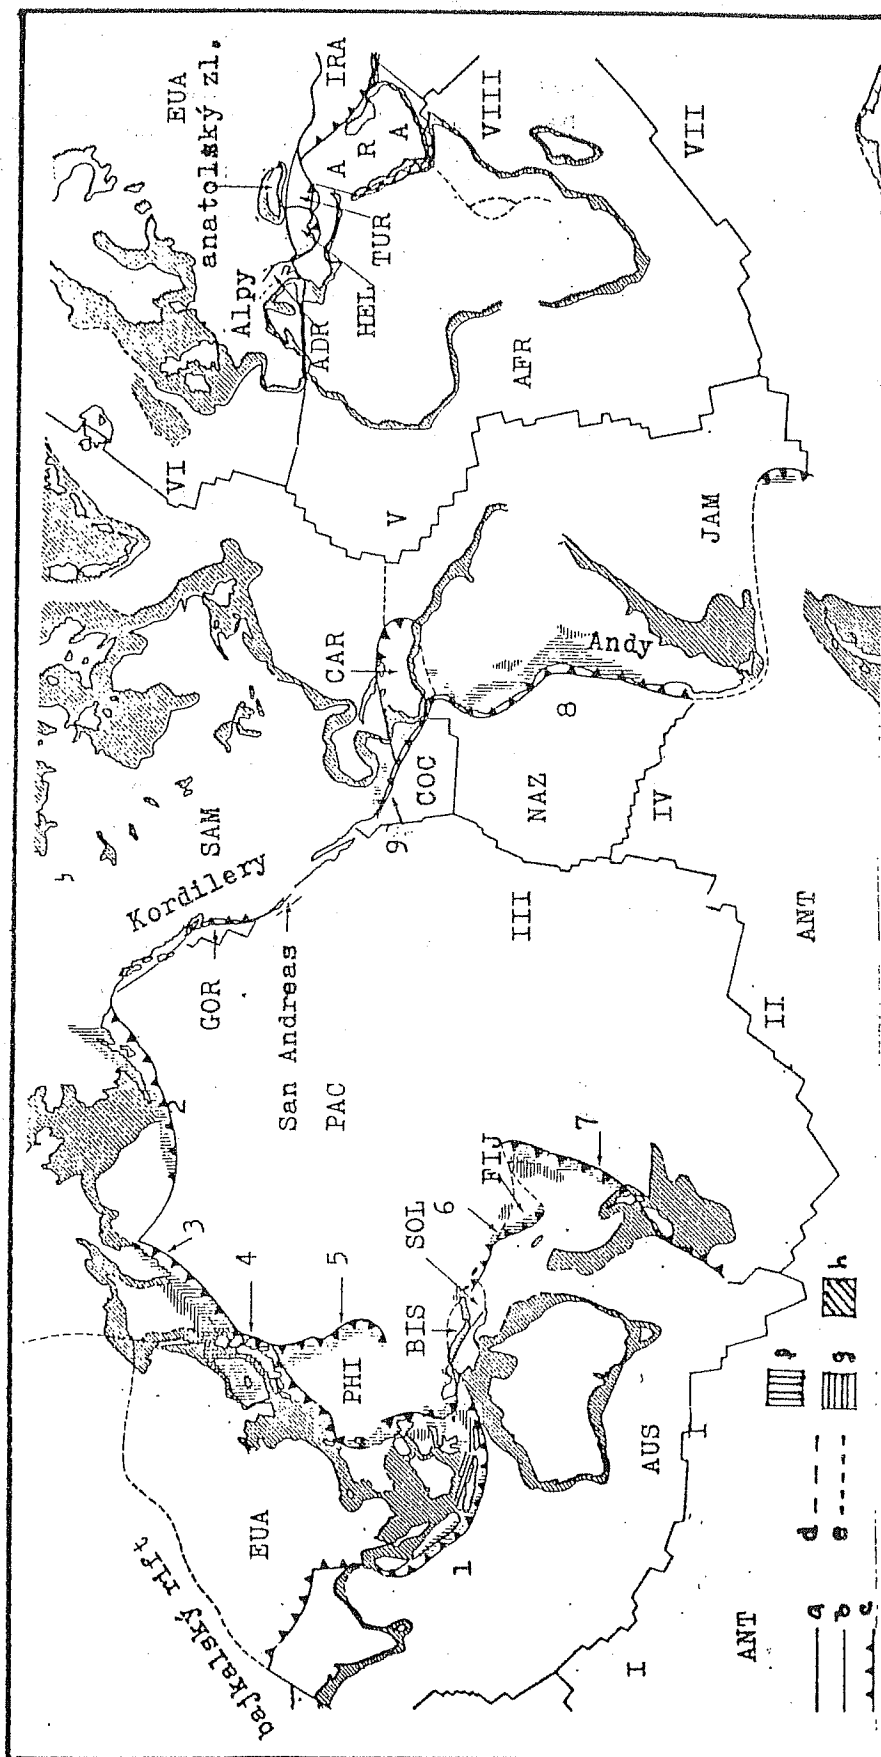 bajkalský rift
EUA
1
AUS
I
I
ANT
PHI
3
4
5
BIS
SOL
6
FIJ
7
2
PAC
San Andreas
GOR
Kordilery
SAM
II
ANT
III
9
COC
NAZ
IV
8
CAR
Andy
JAM
V
VI
AFR
ADR
Alpy
HEL
TUR
anatolský zl.
EUA
IRA
A
R
A
VIII
VII
a
b
c
d
e
f
g
h